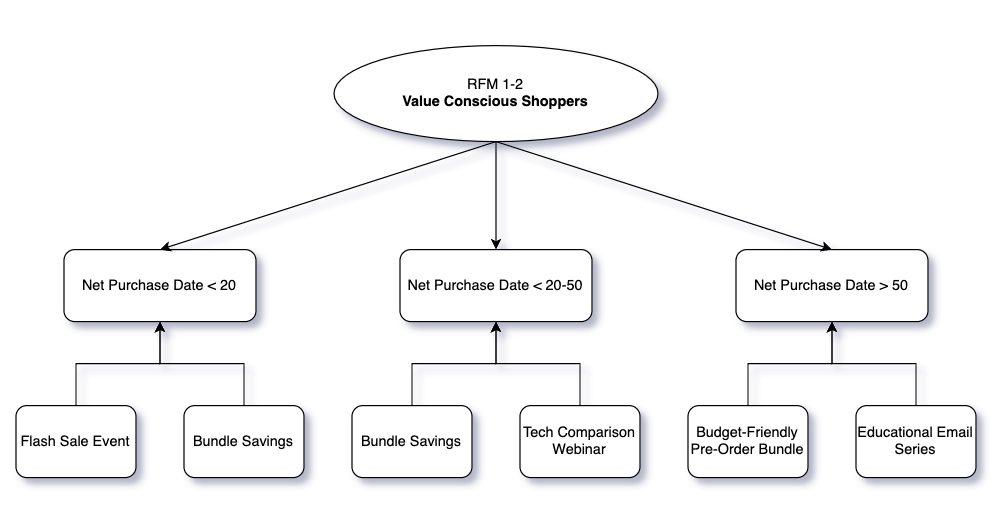 RFM 1-2
Value Conscious Shoppers
Net Purchase Date < 20
Net Purchase Date < 20-50
Net Purchase Date > 50
Flash Sale Event
Bundle Savings
Bundle Savings
Tech Comparison
Webinar
Budget-Friendly
Pre-Order Bundle
Educational Email
Series